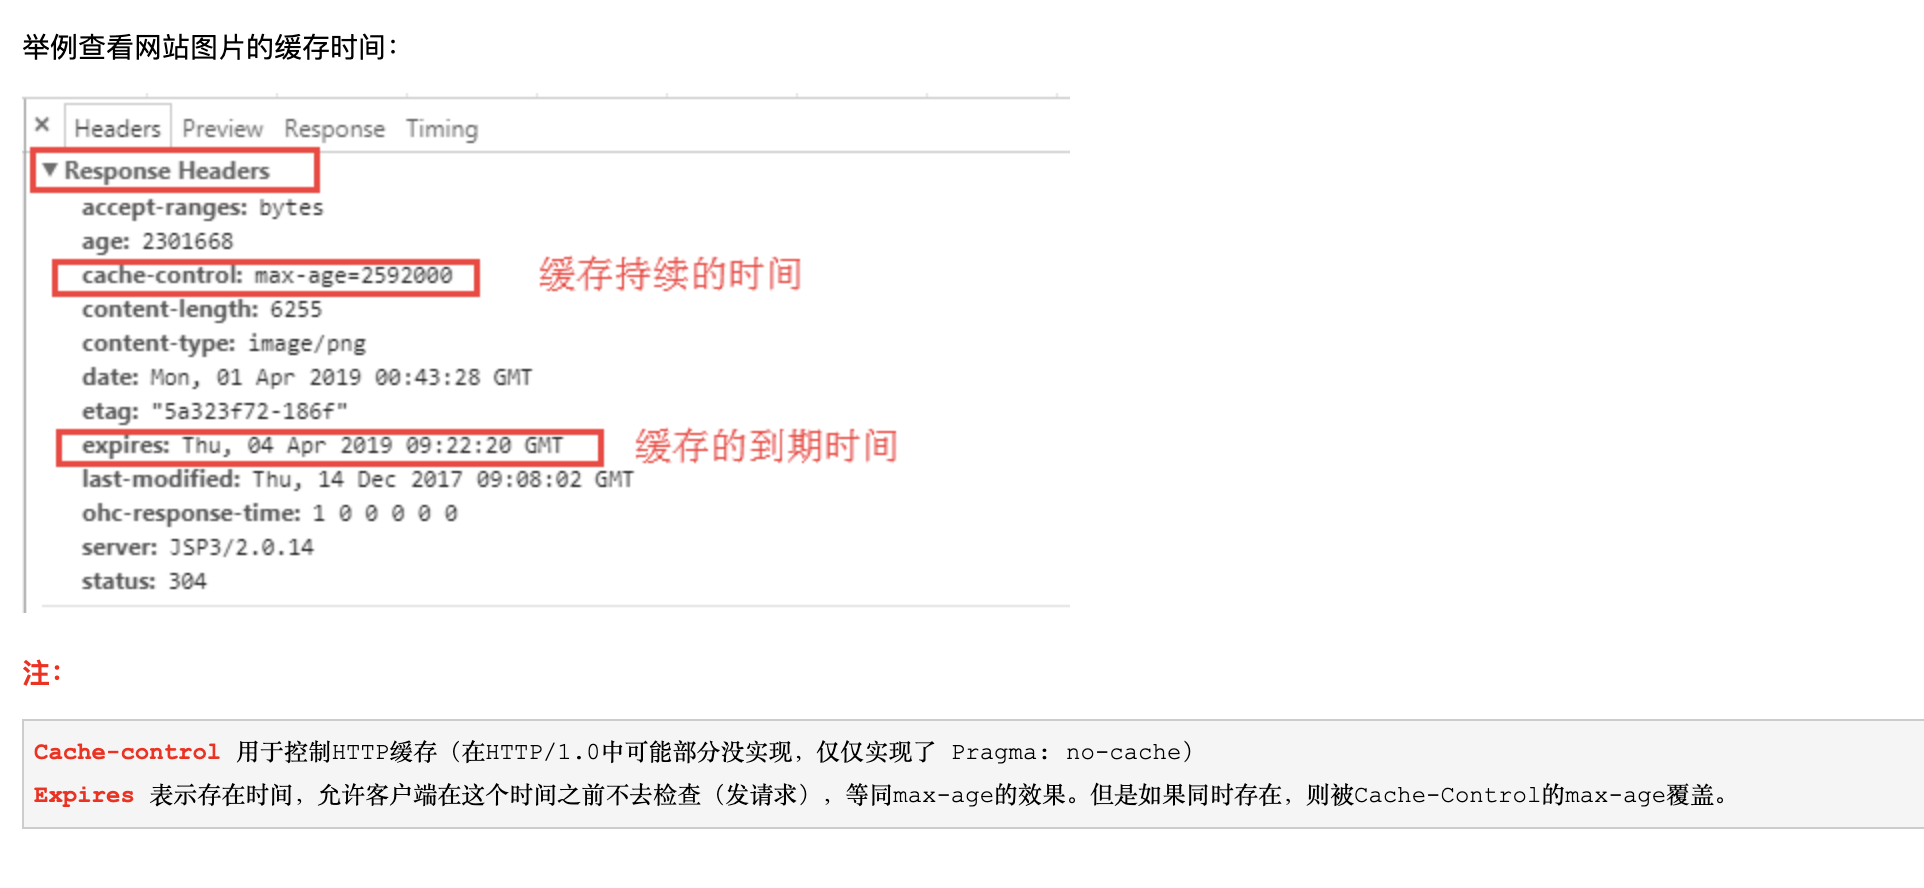 举例查看网站图片的缓存时间：
× Headers Preview Response Timing
▼ Response Headers
accept-ranges: bytes
age: 2301668
cache-control: max-age=2592000 缓存持续的时间
content-length: 6255
content-type: image/png
date: Mon, 01 Apr 2019 00:43:28 GMT
etag: "5a323f72-186f"
expires: Thu, 04 Apr 2019 09:22:20 GMT 缓存的到期时间
last-modified: Thu, 14 Dec 2017 09:08:02 GMT
ohc-response-time: 1 0 0 0 0 0
server: JSP3/2.0.14
status: 304
注：
Cache-control 用于控制HTTP缓存（在HTTP/1.0中可能部分没实现，仅仅实现了 Pragma: no-cache）
Expires 表示存在时间，允许客户端在这个时间之前不去检查（发请求），等同max-age的效果。但是如果同时存在，则被Cache-Control的max-age覆盖。